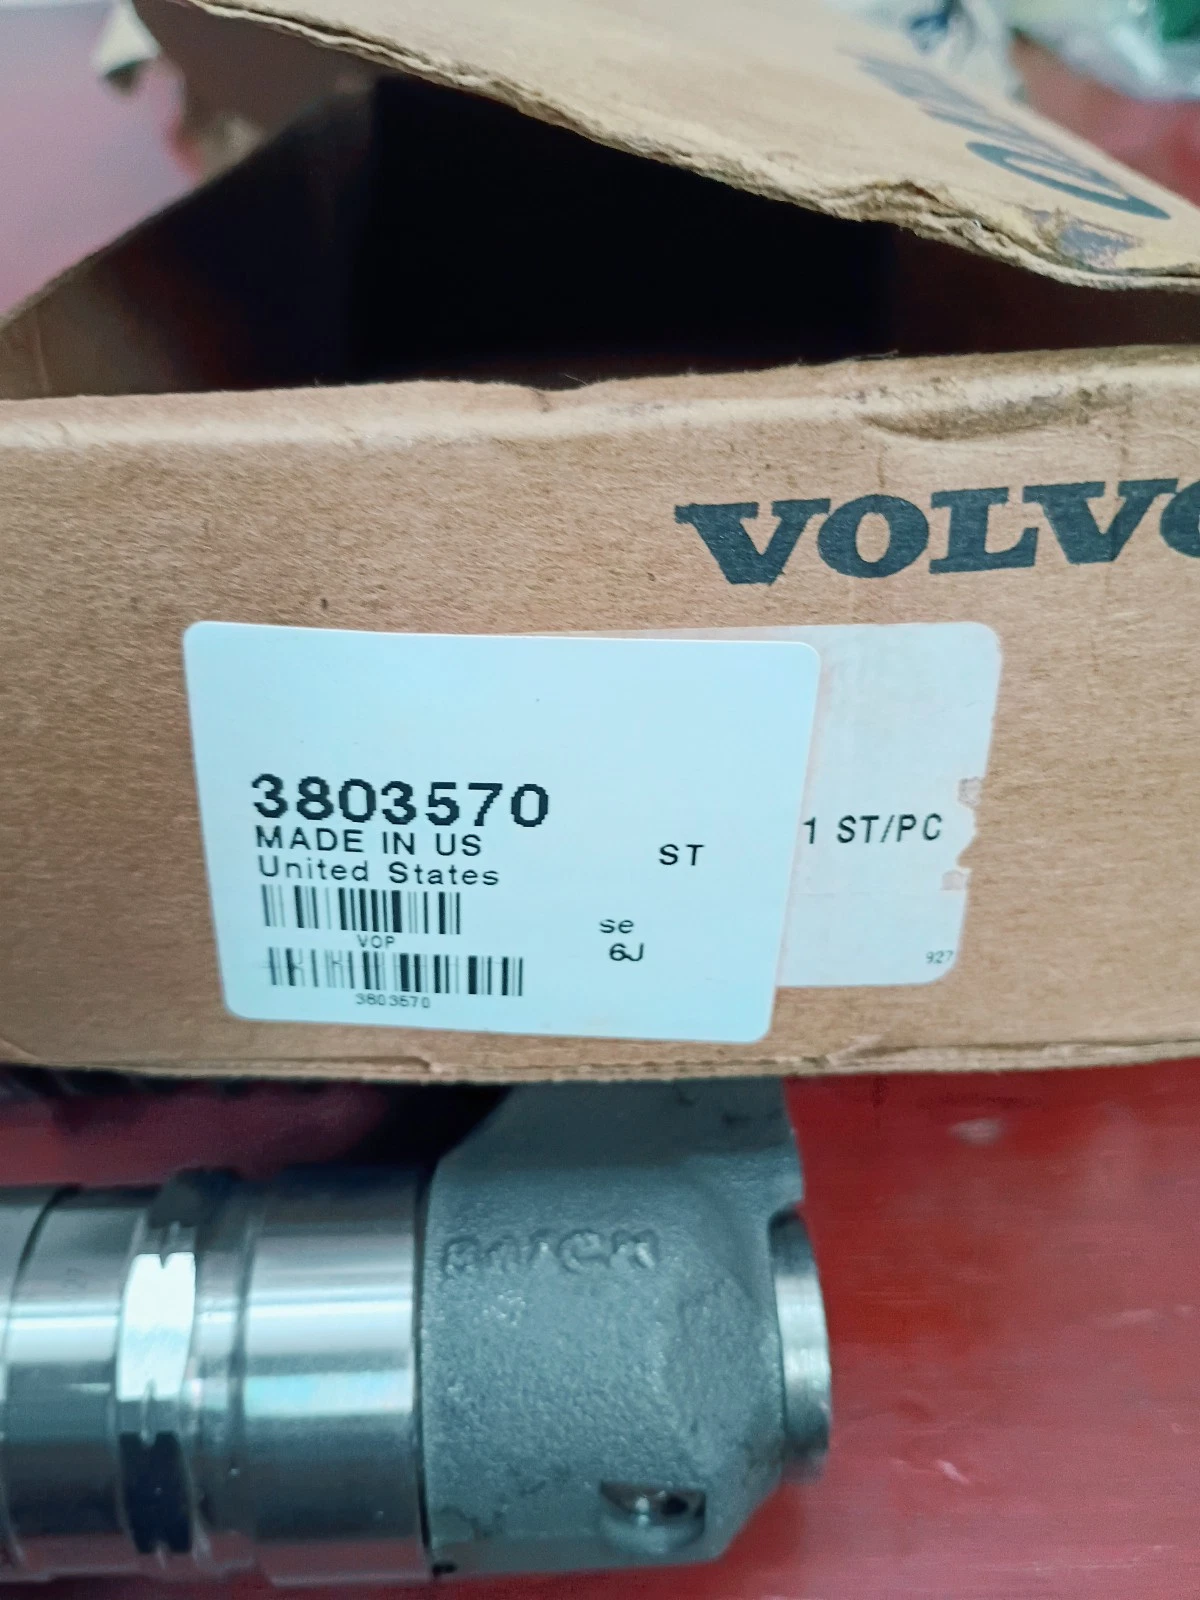 VOLVO
3803570
MADE IN US
United States
ST
1 ST/PC
VOP
se
6J
3803570
927